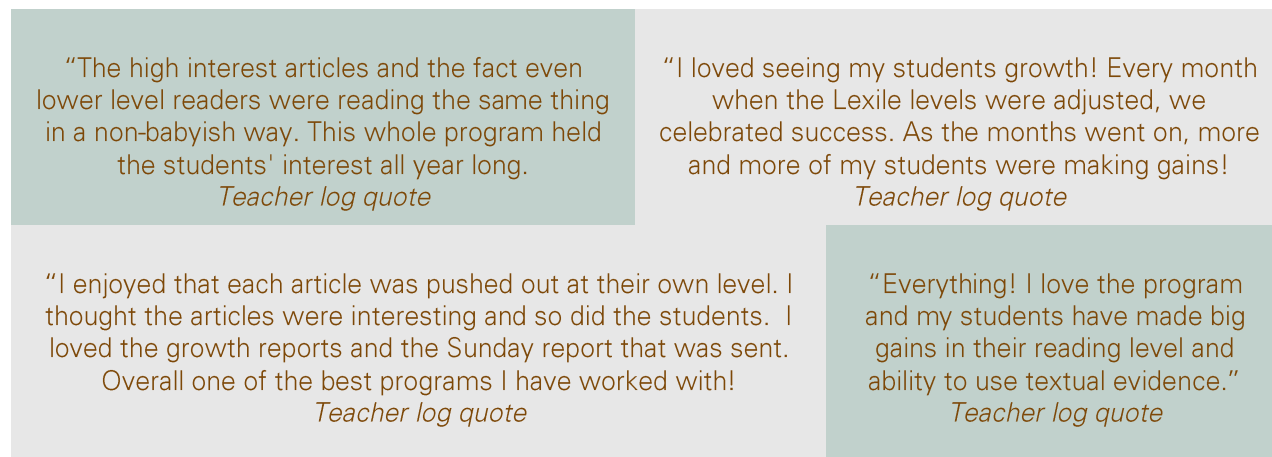 “The high interest articles and the fact even
lower level readers were reading the same thing
in a non-babyish way. This whole program held
the students' interest all year long.
Teacher log quote
“I loved seeing my students growth! Every month
when the Lexile levels were adjusted, we
celebrated success. As the months went on, more
and more of my students were making gains!
Teacher log quote
“I enjoyed that each article was pushed out at their own level. I
thought the articles were interesting and so did the students.  I
loved the growth reports and the Sunday report that was sent.
Overall one of the best programs I have worked with!
Teacher log quote
“Everything! I love the program
and my students have made big
gains in their reading level and
ability to use textual evidence.”
Teacher log quote